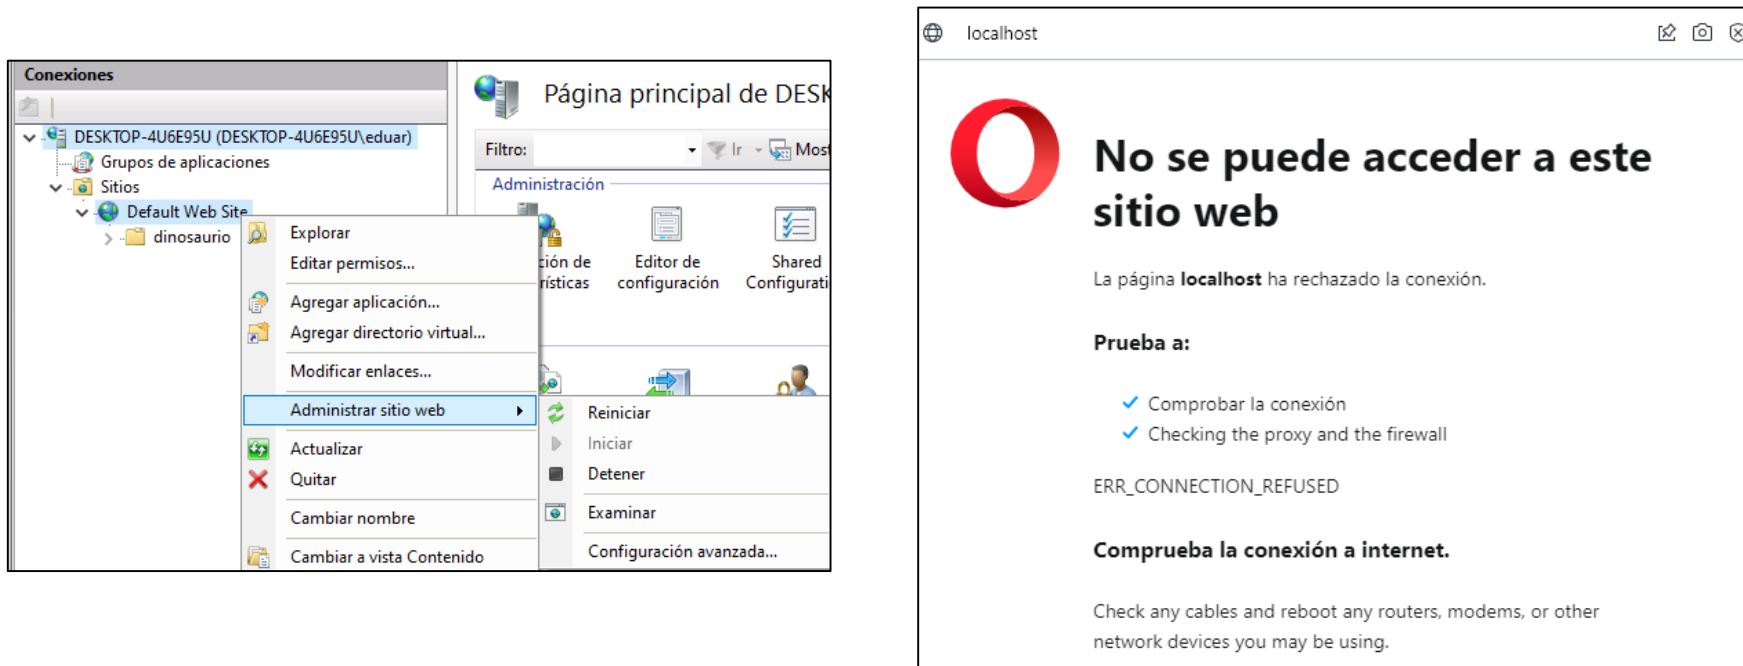 Conexiones
DESKTOP-4U6E95U (DESKTOP-4U6E95U\eduar)
Grupos de aplicaciones
Sitios
Default Web Site
dinosaurio
Explorar
Editar permisos...
Agregar aplicación...
Agregar directorio virtual...
Modificar enlaces...
Administrar sitio web
Actualizar
Quitar
Cambiar nombre
Cambiar a vista Contenido
Reiniciar
Iniciar
Detener
Examinar
Configuración avanzada...
Página principal de DESK
Filtro:
Ir
Most
Administración
ción de
rísticas
Editor de
configuración
Shared
Configurati
localhost
No se puede acceder a este
sitio web
La página localhost ha rechazado la conexión.
Prueba a:
Comprobar la conexión
Checking the proxy and the firewall
ERR_CONNECTION_REFUSED
Comprueba la conexión a internet.
Check any cables and reboot any routers, modems, or other
network devices you may be using.